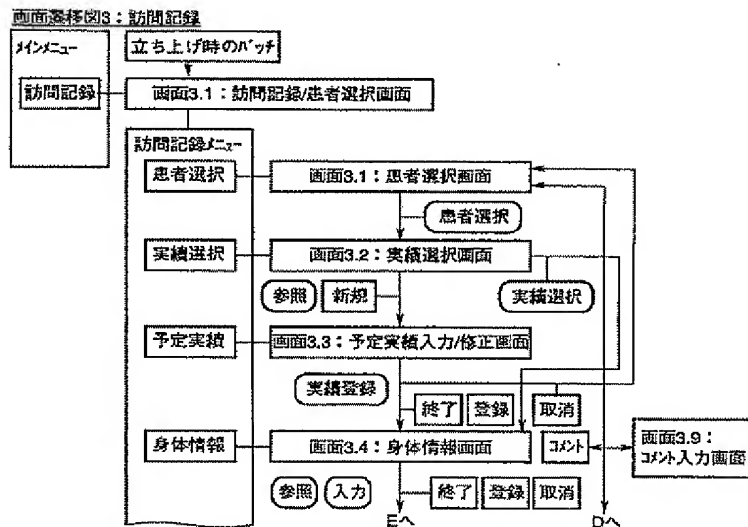 画面遷移図3：訪問記録
メインメニュー
立ち上げ時のバッチ
訪問記録
画面3.1：訪問記録/患者選択画面
訪問記録メニュー
患者選択
画面3.1：患者選択画面
患者選択
実績選択
画面3.2：実績選択画面
参照
新規
実績選択
予定実績
画面3.3：予定実績入力/修正画面
実績登録
終了
登録
取消
身体情報
画面3.4：身体情報画面
コメント
画面3.9：
コメント入力画面
参照
入力
終了
登録
取消
Eへ
Dへ